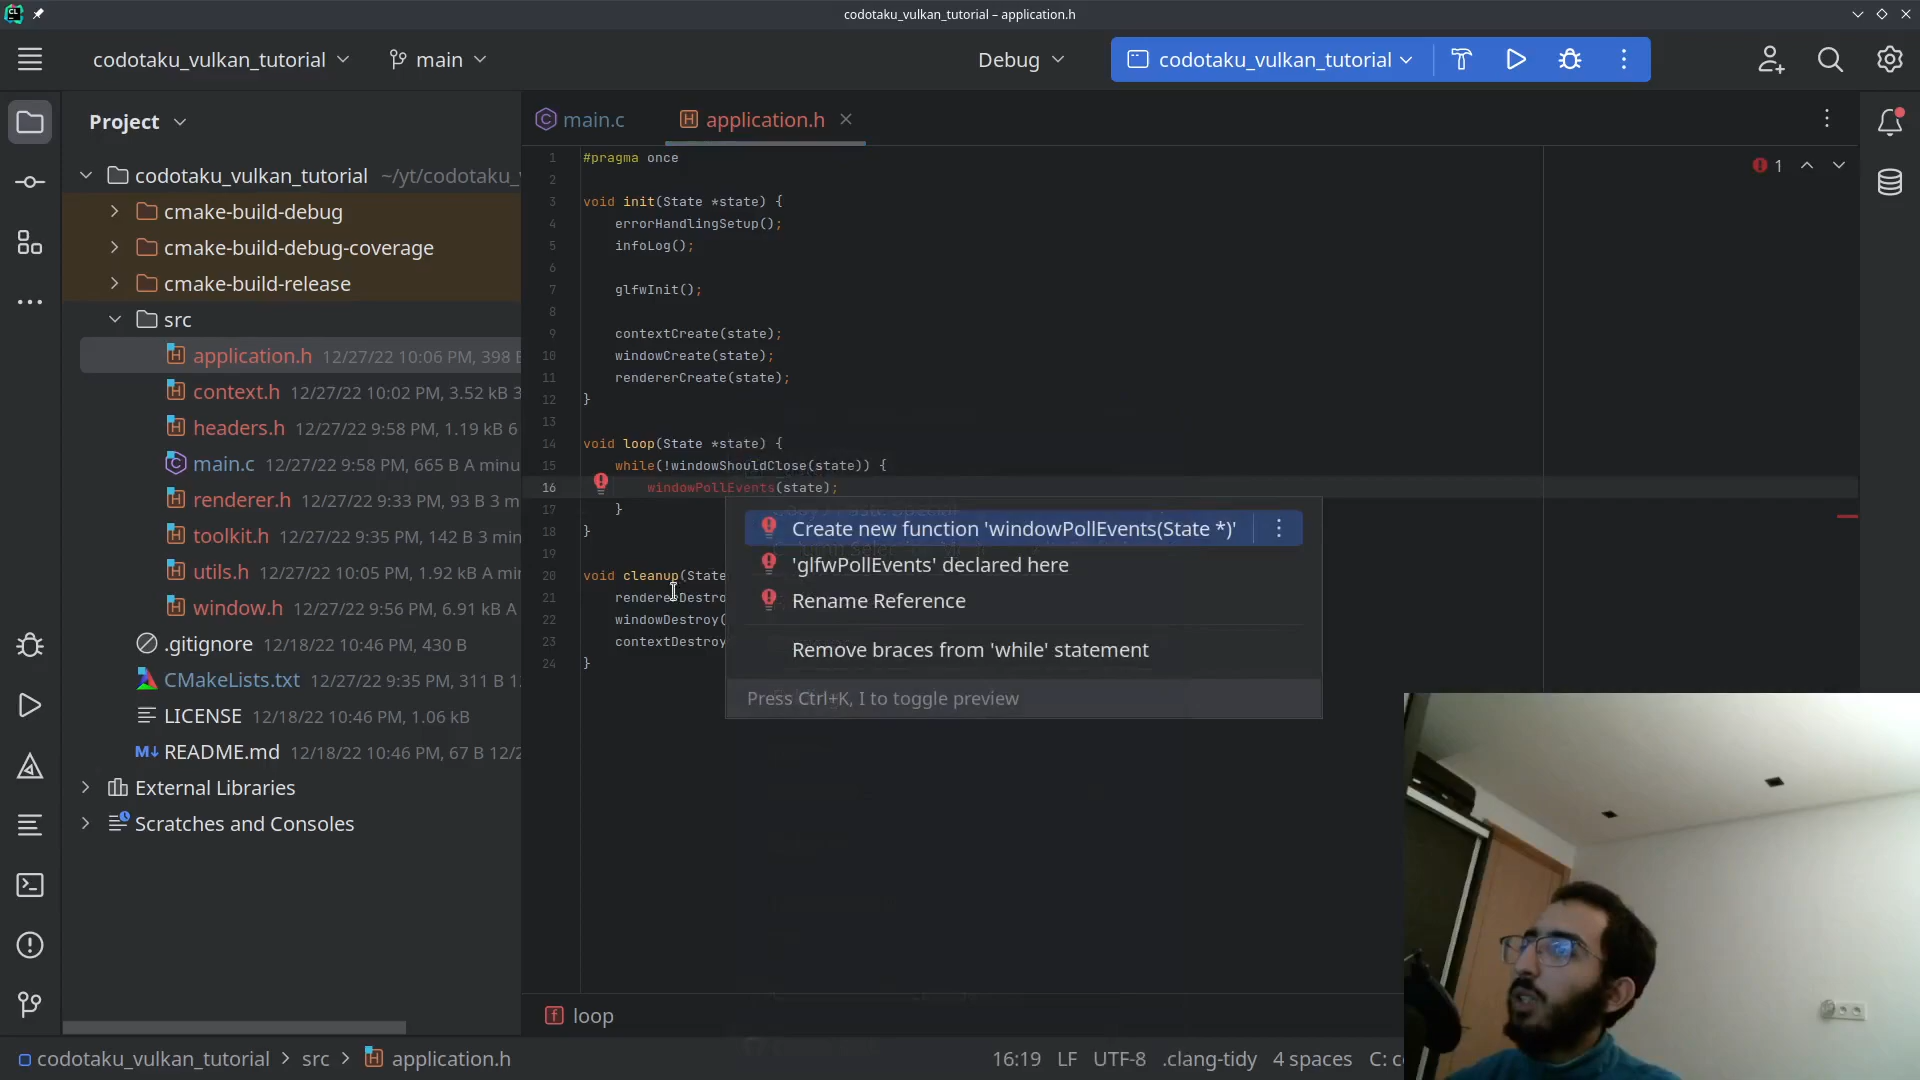 codotaku_vulkan_tutorial – application.h
codotaku_vulkan_tutorial
main
Debug
codotaku_vulkan_tutorial
Project
codotaku_vulkan_tutorial ~/yt/codotaku_
cmake-build-debug
cmake-build-debug-coverage
cmake-build-release
src
application.h 12/27/22 10:06 PM, 398
context.h 12/27/22 10:02 PM, 3.52 kB 3
headers.h 12/27/22 9:58 PM, 1.19 kB 6
main.c 12/27/22 9:58 PM, 665 B A minu
renderer.h 12/27/22 9:33 PM, 93 B 3 m
toolkit.h 12/27/22 9:35 PM, 142 B 3 min
utils.h 12/27/22 10:05 PM, 1.92 kB A mi
window.h 12/27/22 9:56 PM, 6.91 kB A
.gitignore 12/18/22 10:46 PM, 430 B
CMakeLists.txt 12/27/22 9:35 PM, 311 B 1
LICENSE 12/18/22 10:46 PM, 1.06 kB
README.md 12/18/22 10:46 PM, 67 B 12/2
External Libraries
Scratches and Consoles
main.c application.h
1 #pragma once
2
3 void init(State *state) {
4 errorHandlingSetup();
5 infoLog();
6
7 glfwInit();
8
9 contextCreate(state);
10 windowCreate(state);
11 rendererCreate(state);
12 }
13
14 void loop(State *state) {
15 while(!windowShouldClose(state)) {
16 windowPollEvents(state);
17 }
18 }
19
20 void cleanup(State
21 rendererDestro
22 windowDestroy(
23 contextDestroy
24 }
1
Create new function 'windowPollEvents(State *)'
'glfwPollEvents' declared here
Rename Reference
Remove braces from 'while' statement
Press Ctrl+K, I to toggle preview
loop
codotaku_vulkan_tutorial > src > application.h
16:19 LF UTF-8 .clang-tidy 4 spaces C: